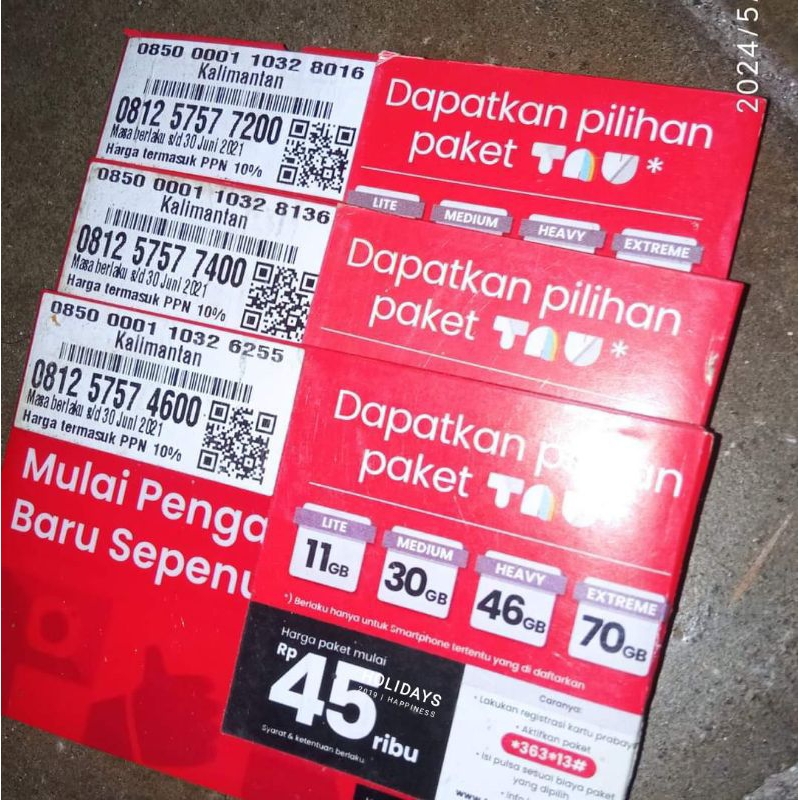 2024/5/
0850 0001 1032 8016
Kalimantan
0812 5757 7200
Masa berlaku s/d 30 Juni 2021
Harga termasuk PPN 10%
Dapatkan pilihan
paket TAU*
LITE
MEDIUM
HEAVY
EXTREME
0850 0001 1032 8136
Kalimantan
0812 5757 7400
Masa berlaku s/d 30 Juni 2021
Harga termasuk PPN 10%
Dapatkan pilihan
paket TAU*
0850 0001 1032 6255
Kalimantan
0812 5757 4600
Masa berlaku s/d 30 Juni 2021
Harga termasuk PPN 10%
Mulai Penga
Baru Sepenu
Dapatkan pilihan
paket TAU
LITE
11GB
MEDIUM
30GB
HEAVY
46GB
EXTREME
70GB
*) Berlaku hanya untuk Smartphone tertentu yang di daftarkan
Harga paket mulai
Rp
45
ribu
Syarat & ketentuan berlaku
HOLIDAYS
2019 | HAPPINESS
Caranya:
• Lakukan registrasi kartu prabay
• Aktifkan paket
*363*13#
• Isi pulsa sesuai biaya paket
yang dipilih